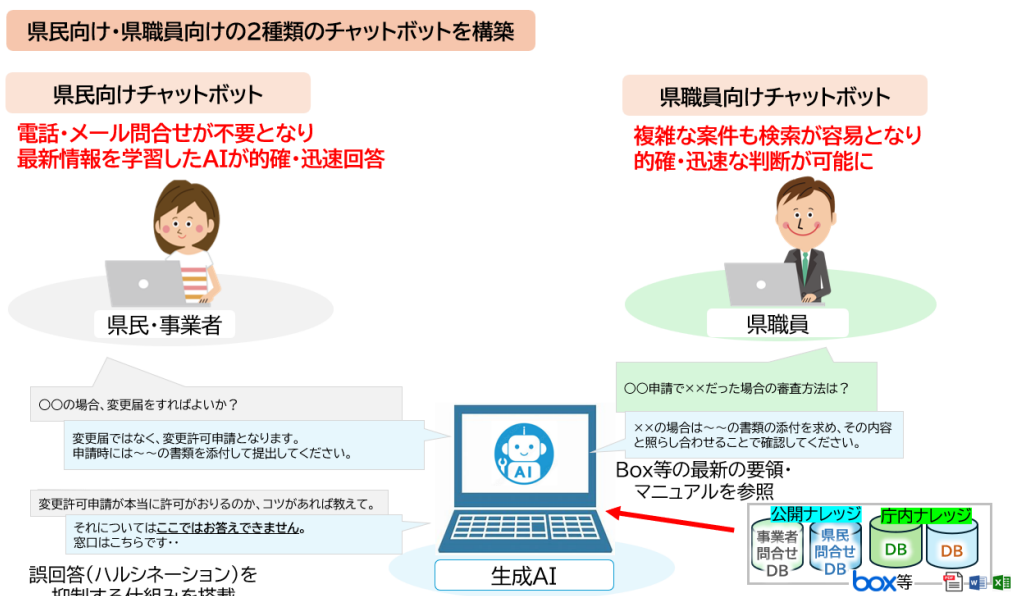 県民向け・県職員向けの2種類のチャットボットを構築
県民向けチャットボット
電話・メール問合せが不要となり
最新情報を学習したAIが的確・迅速回答
県民・事業者
〇〇の場合、変更届をすればよいか？
変更届ではなく、変更許可申請となります。
申請時には～～の書類を添付して提出してください。
変更許可申請が本当に許可がおりるのか、コツがあれば教えて。
それについてはここではお答えできません。
窓口はこちらです・・
誤回答（ハルシネーション）を
抑制する仕組みを搭載
県職員向けチャットボット
複雑な案件も検索が容易となり
的確・迅速な判断が可能に
県職員
〇〇申請で××だった場合の審査方法は？
××の場合は～～の書類の添付を求め、その内容
と照らし合わせることで確認してください。
Box等の最新の要領・
マニュアルを参照
AI
生成AI
公開ナレッジ
庁内ナレッジ
事業者
問合せ
DB
県民
問合せ
DB
DB
DB
box等